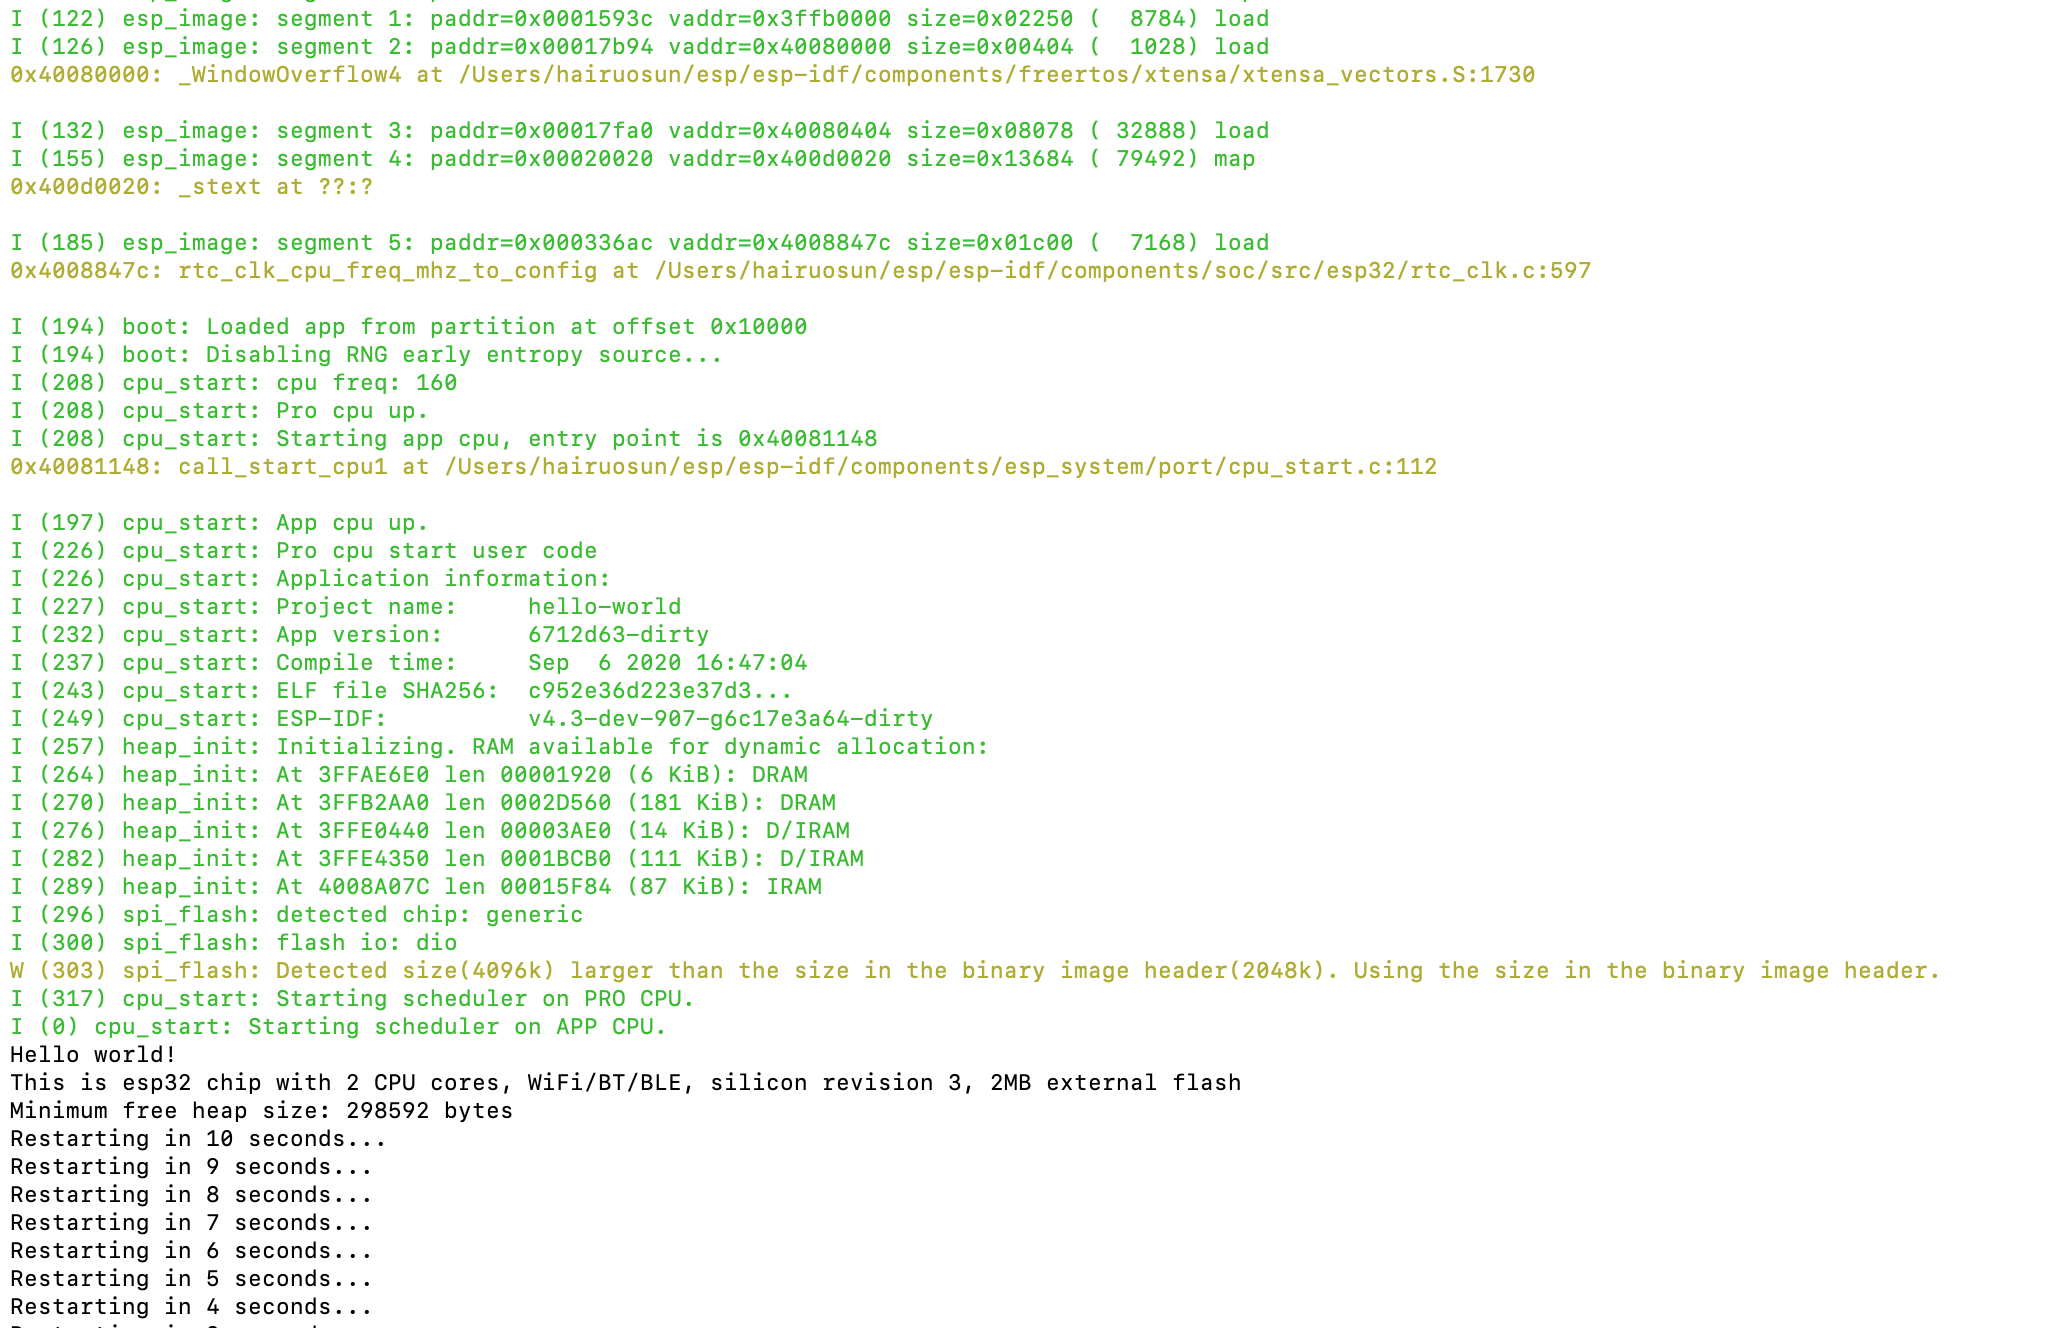 I (122) esp_image: segment 1: paddr=0x0001593c vaddr=0x3ffb0000 size=0x02250 (  8784) load
I (126) esp_image: segment 2: paddr=0x00017b94 vaddr=0x40080000 size=0x00404 (  1028) load
0x40080000: _WindowOverflow4 at /Users/hairuosun/esp/esp-idf/components/freertos/xtensa/xtensa_vectors.S:1730
I (132) esp_image: segment 3: paddr=0x00017fa0 vaddr=0x40080404 size=0x08078 ( 32888) load
I (155) esp_image: segment 4: paddr=0x00020020 vaddr=0x400d0020 size=0x13684 ( 79492) map
0x400d0020: _stext at ??:?
I (185) esp_image: segment 5: paddr=0x000336ac vaddr=0x4008847c size=0x01c00 (  7168) load
0x4008847c: rtc_clk_cpu_freq_mhz_to_config at /Users/hairuosun/esp/esp-idf/components/soc/src/esp32/rtc_clk.c:597
I (194) boot: Loaded app from partition at offset 0x10000
I (194) boot: Disabling RNG early entropy source...
I (208) cpu_start: cpu freq: 160
I (208) cpu_start: Pro cpu up.
I (208) cpu_start: Starting app cpu, entry point is 0x40081148
0x40081148: call_start_cpu1 at /Users/hairuosun/esp/esp-idf/components/esp_system/port/cpu_start.c:112
I (197) cpu_start: App cpu up.
I (226) cpu_start: Pro cpu start user code
I (226) cpu_start: Application information:
I (227) cpu_start: Project name:     hello-world
I (232) cpu_start: App version:      6712d63-dirty
I (237) cpu_start: Compile time:     Sep  6 2020 16:47:04
I (243) cpu_start: ELF file SHA256:  c952e36d223e37d3...
I (249) cpu_start: ESP-IDF:          v4.3-dev-907-g6c17e3a64-dirty
I (257) heap_init: Initializing. RAM available for dynamic allocation:
I (264) heap_init: At 3FFAE6E0 len 00001920 (6 KiB): DRAM
I (270) heap_init: At 3FFB2AA0 len 0002D560 (181 KiB): DRAM
I (276) heap_init: At 3FFE0440 len 00003AE0 (14 KiB): D/IRAM
I (282) heap_init: At 3FFE4350 len 0001BCB0 (111 KiB): D/IRAM
I (289) heap_init: At 4008A07C len 00015F84 (87 KiB): IRAM
I (296) spi_flash: detected chip: generic
I (300) spi_flash: flash io: dio
W (303) spi_flash: Detected size(4096k) larger than the size in the binary image header(2048k). Using the size in the binary image header.
I (317) cpu_start: Starting scheduler on PRO CPU.
I (0) cpu_start: Starting scheduler on APP CPU.
Hello world!
This is esp32 chip with 2 CPU cores, WiFi/BT/BLE, silicon revision 3, 2MB external flash
Minimum free heap size: 298592 bytes
Restarting in 10 seconds...
Restarting in 9 seconds...
Restarting in 8 seconds...
Restarting in 7 seconds...
Restarting in 6 seconds...
Restarting in 5 seconds...
Restarting in 4 seconds...